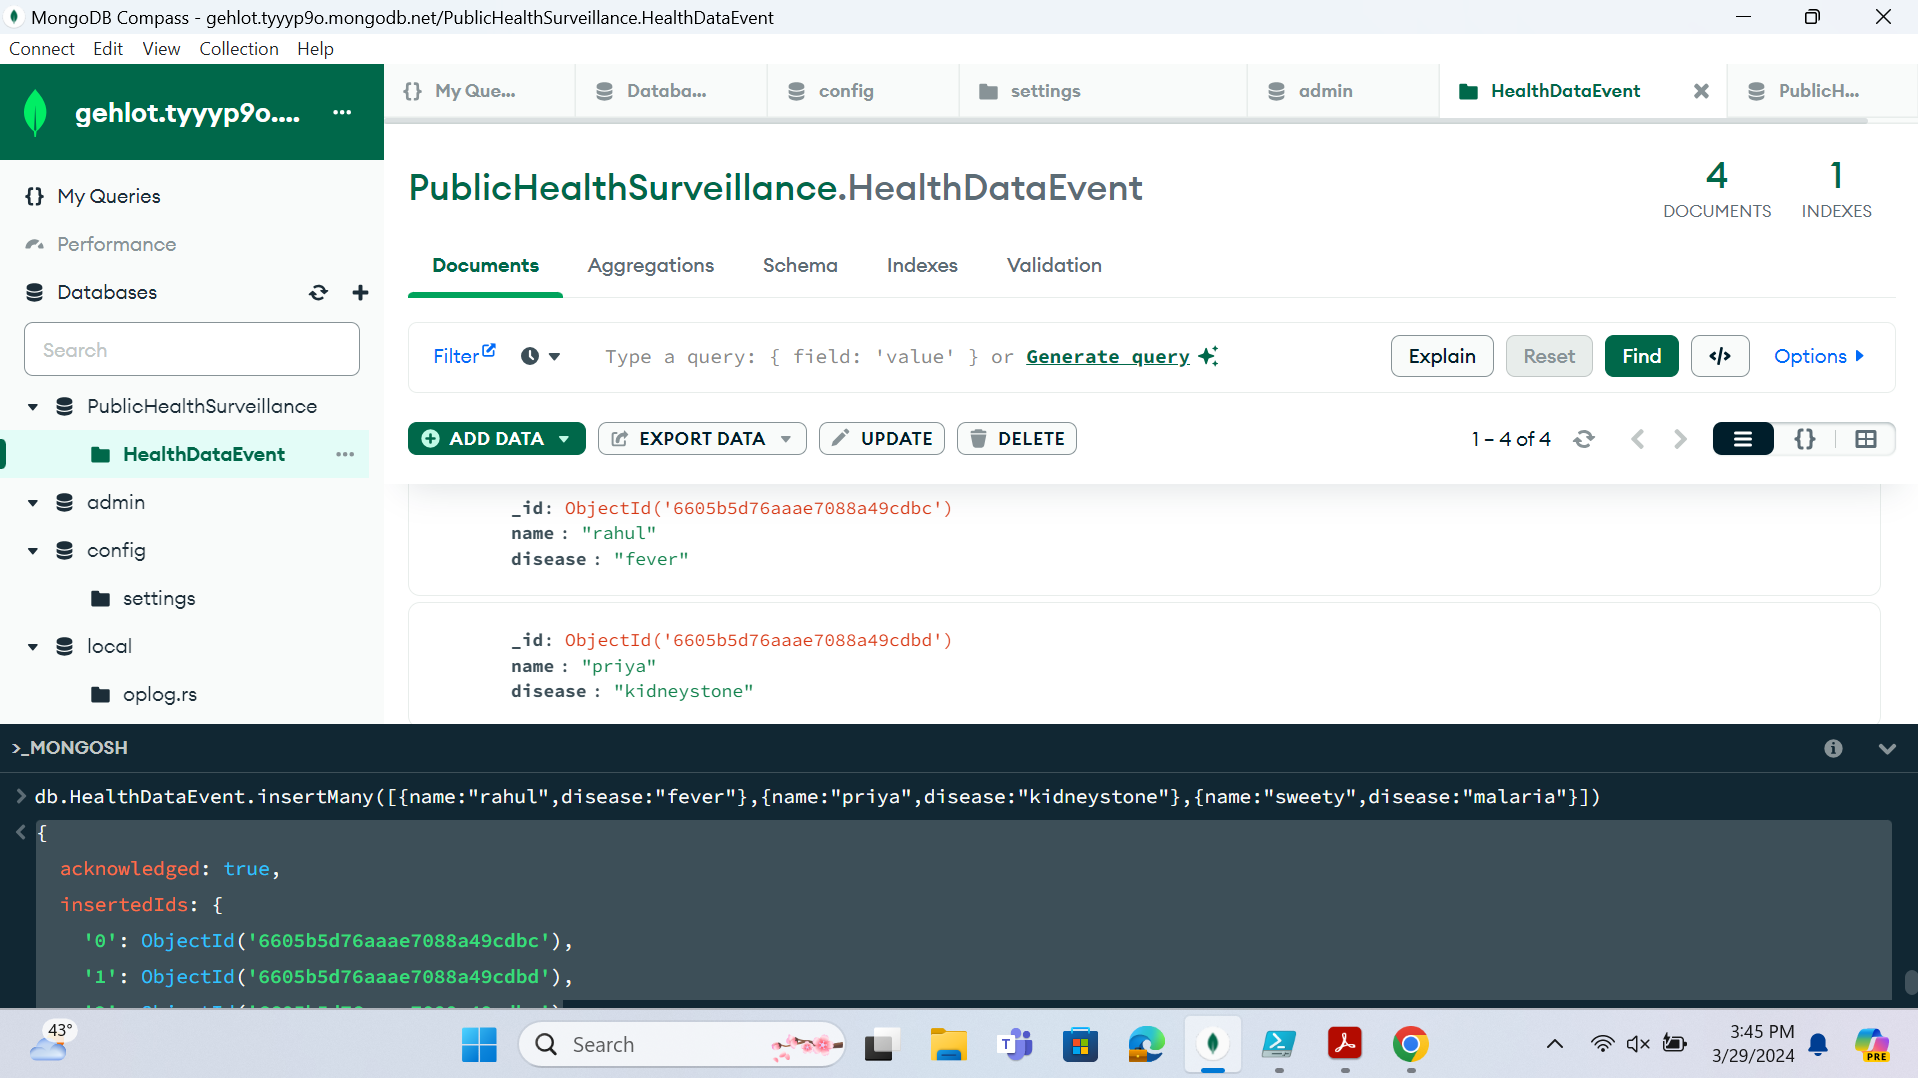 MongoDB Compass - gehlot.tyyyp9o.mongodb.net/PublicHealthSurveillance.HealthDataEvent
Connect Edit View Collection Help
gehlot.tyyyp9o....
{} My Que... Databa... config settings admin HealthDataEvent PublicH...
My Queries
Performance
Databases
Search
PublicHealthSurveillance
HealthDataEvent
admin
config
settings
local
oplog.rs
PublicHealthSurveillance.HealthDataEvent
4
DOCUMENTS
1
INDEXES
Documents Aggregations Schema Indexes Validation
Filter Type a query: { field: 'value' } or Generate query Explain Reset Find </> Options
ADD DATA EXPORT DATA UPDATE DELETE 1 – 4 of 4 {}
_id: ObjectId('6605b5d76aaae7088a49cdbc')
name : "rahul"
disease : "fever"
_id: ObjectId('6605b5d76aaae7088a49cdbd')
name : "priya"
disease : "kidneystone"
>_MONGOSH
> db.HealthDataEvent.insertMany([{name:"rahul",disease:"fever"},{name:"priya",disease:"kidneystone"},{name:"sweety",disease:"malaria"}])
< {
acknowledged: true,
insertedIds: {
'0': ObjectId('6605b5d76aaae7088a49cdbc'),
'1': ObjectId('6605b5d76aaae7088a49cdbd'),
43°
Search
3:45 PM
3/29/2024
PRE